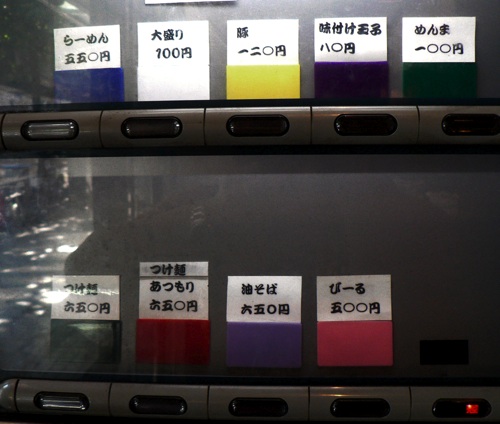 らーめん
五五〇円
大盛り
100円
豚
一二〇円
味付け玉子
八〇円
めんま
一〇〇円
つけ麺
六五〇円
つけ麺
あつもり
六五〇円
油そば
六五〇円
びーる
五〇〇円